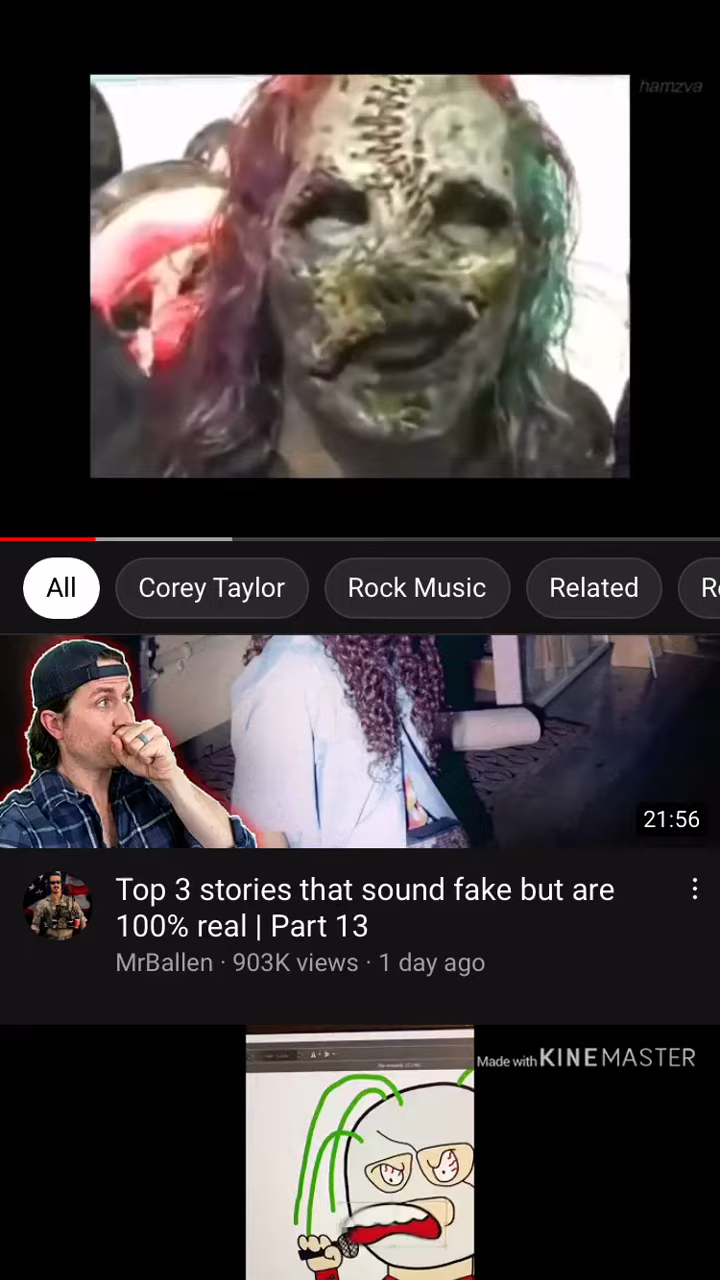 hamzva
All
Corey Taylor
Rock Music
Related
21:56
Top 3 stories that sound fake but are
100% real | Part 13
MrBallen · 903K views · 1 day ago
Made with KINEMASTER